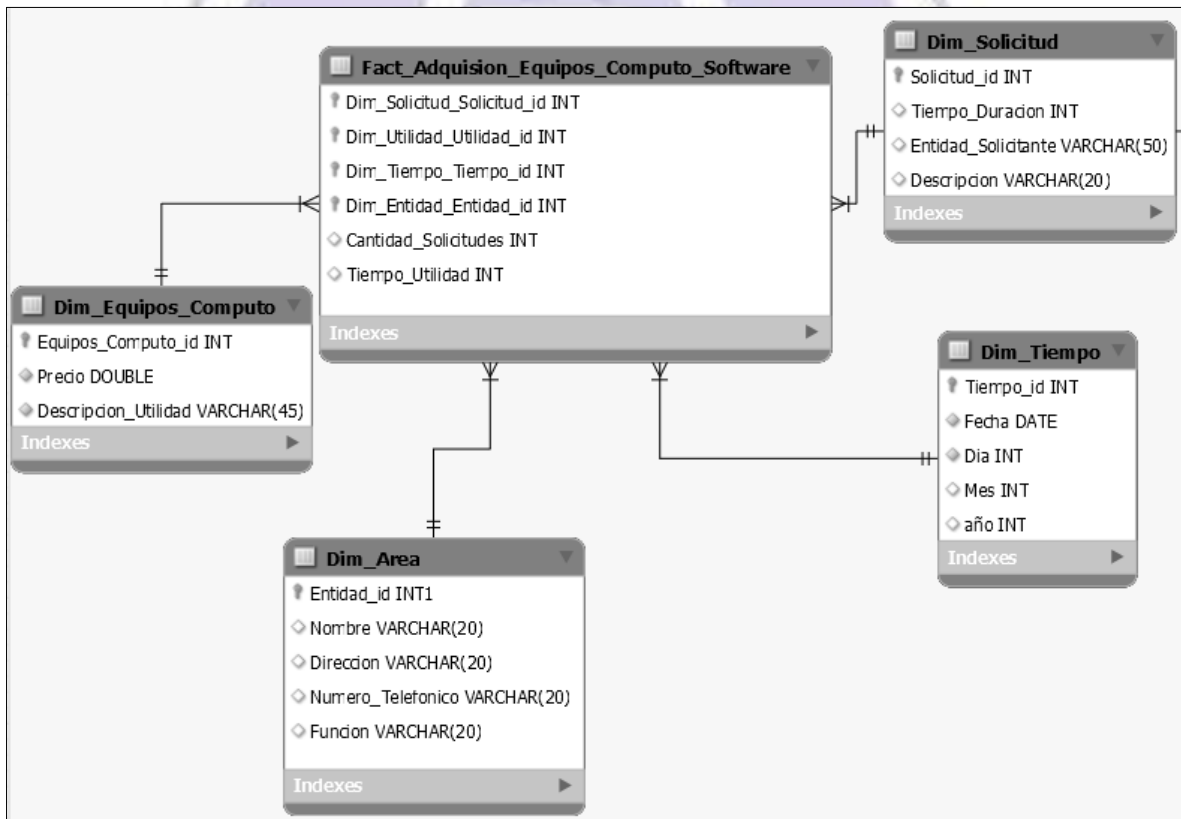 Fact_Adquision_Equipos_Computo_Software
Dim_Solicitud_Solicitud_id INT
Dim_Utilidad_Utilidad_id INT
Dim_Tiempo_Tiempo_id INT
Dim_Entidad_Entidad_id INT
Cantidad_Solicitudes INT
Tiempo_Utilidad INT
Indexes
Dim_Solicitud
Solicitud_id INT
Tiempo_Duracion INT
Entidad_Solicitante VARCHAR(50)
Descripcion VARCHAR(20)
Indexes
Dim_Equipos_Computo
Equipos_Computo_id INT
Precio DOUBLE
Descripcion_Utilidad VARCHAR(45)
Indexes
Dim_Tiempo
Tiempo_id INT
Fecha DATE
Dia INT
Mes INT
año INT
Indexes
Dim_Area
Entidad_id INT1
Nombre VARCHAR(20)
Direccion VARCHAR(20)
Numero_Telefonico VARCHAR(20)
Funcion VARCHAR(20)
Indexes